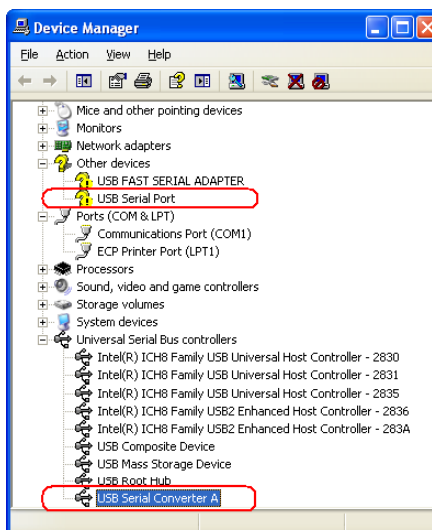 Device Manager
File Action View Help
Mice and other pointing devices
Monitors
Network adapters
Other devices
USB FAST SERIAL ADAPTER
USB Serial Port
Ports (COM & LPT)
Communications Port (COM1)
ECP Printer Port (LPT1)
Processors
Sound, video and game controllers
Storage volumes
System devices
Universal Serial Bus controllers
Intel(R) ICH8 Family USB Universal Host Controller - 2830
Intel(R) ICH8 Family USB Universal Host Controller - 2831
Intel(R) ICH8 Family USB Universal Host Controller - 2835
Intel(R) ICH8 Family USB2 Enhanced Host Controller - 2836
Intel(R) ICH8 Family USB2 Enhanced Host Controller - 283A
USB Composite Device
USB Mass Storage Device
USB Root Hub
USB Serial Converter A